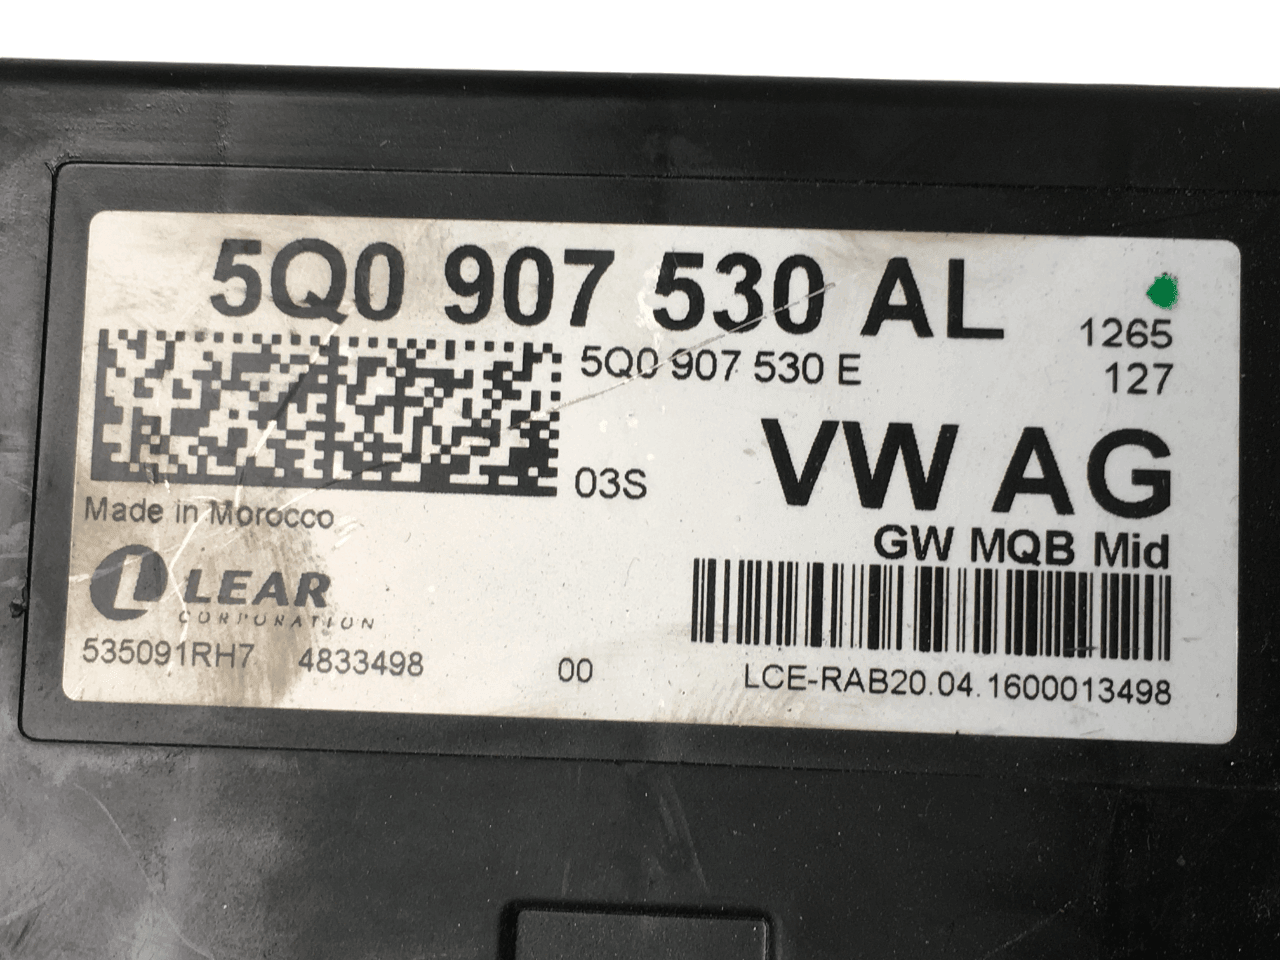 5Q0 907 530 AL
1265
5Q0 907 530 E
127
VW AG
03S
GW MQB Mid
Made in Morocco
LEAR
CORPORATION
535091RH7 4833498 00
LCE-RAB20.04.1600013498